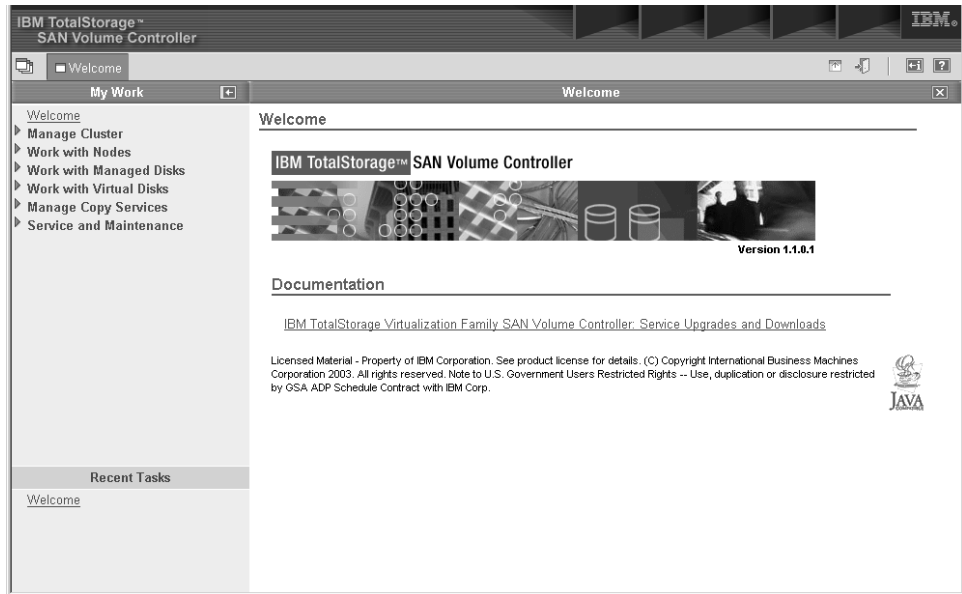 IBM TotalStorage™
SAN Volume Controller
IBM®
Welcome
My Work
Welcome
Welcome
Manage Cluster
Work with Nodes
Work with Managed Disks
Work with Virtual Disks
Manage Copy Services
Service and Maintenance
Recent Tasks
Welcome
Welcome
IBM TotalStorage™ SAN Volume Controller
Version 1.1.0.1
Documentation
IBM TotalStorage Virtualization Family SAN Volume Controller: Service Upgrades and Downloads
Licensed Material - Property of IBM Corporation. See product license for details. (C) Copyright International Business Machines
Corporation 2003. All rights reserved. Note to U.S. Government Users Restricted Rights -- Use, duplication or disclosure restricted
by GSA ADP Schedule Contract with IBM Corp.
JAVA
COMPATIBLE